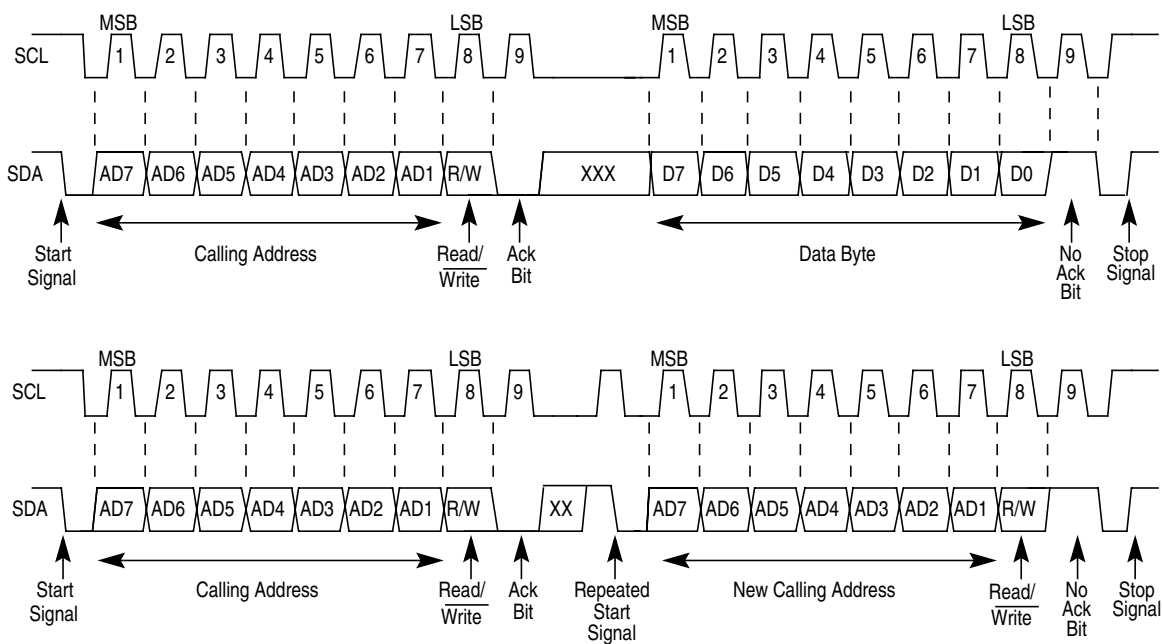 MSB LSB MSB LSB
SCL 1 2 3 4 5 6 7 8 9 1 2 3 4 5 6 7 8 9
SDA AD7 AD6 AD5 AD4 AD3 AD2 AD1 R/W XXX D7 D6 D5 D4 D3 D2 D1 D0
Start Calling Address Read/ Ack Data Byte No Stop
Signal Write Bit Ack Signal
Bit
MSB LSB MSB LSB
SCL 1 2 3 4 5 6 7 8 9 1 2 3 4 5 6 7 8 9
SDA AD7 AD6 AD5 AD4 AD3 AD2 AD1 R/W XX AD7 AD6 AD5 AD4 AD3 AD2 AD1 R/W
Start Calling Address Read/ Ack Repeated New Calling Address Read/ No Stop
Signal Write Bit Start Write Ack Signal
Signal Bit